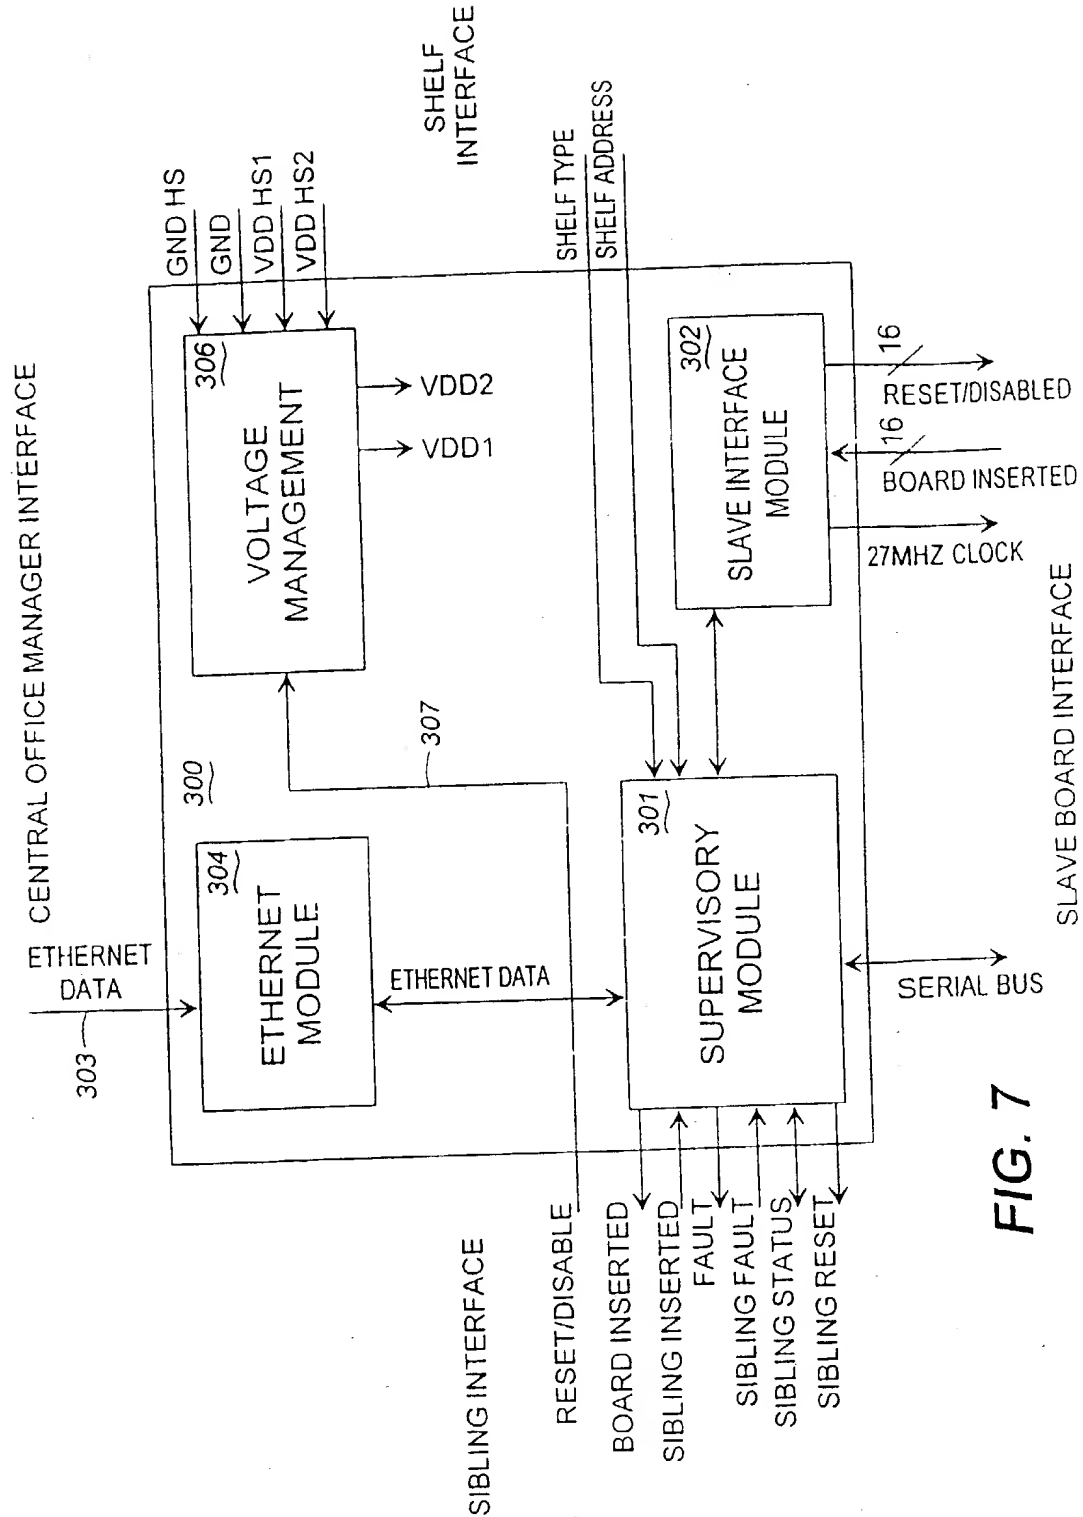 CENTRAL OFFICE MANAGER INTERFACE
ETHERNET
DATA
303
300
304
ETHERNET
MODULE
306
VOLTAGE
MANAGEMENT
GND HS
GND
VDD HS1
VDD HS2
VDD2
VDD1
SHELF
INTERFACE
307
ETHERNET DATA
SHELF TYPE
SHELF ADDRESS
SIBLING INTERFACE
RESET/DISABLE
BOARD INSERTED
SIBLING INSERTED
FAULT
SIBLING FAULT
SIBLING STATUS
SIBLING RESET
301
SUPERVISORY
MODULE
302
SLAVE INTERFACE
MODULE
SERIAL BUS
27MHZ CLOCK
16
BOARD INSERTED
16
RESET/DISABLED
SLAVE BOARD INTERFACE
FIG. 7